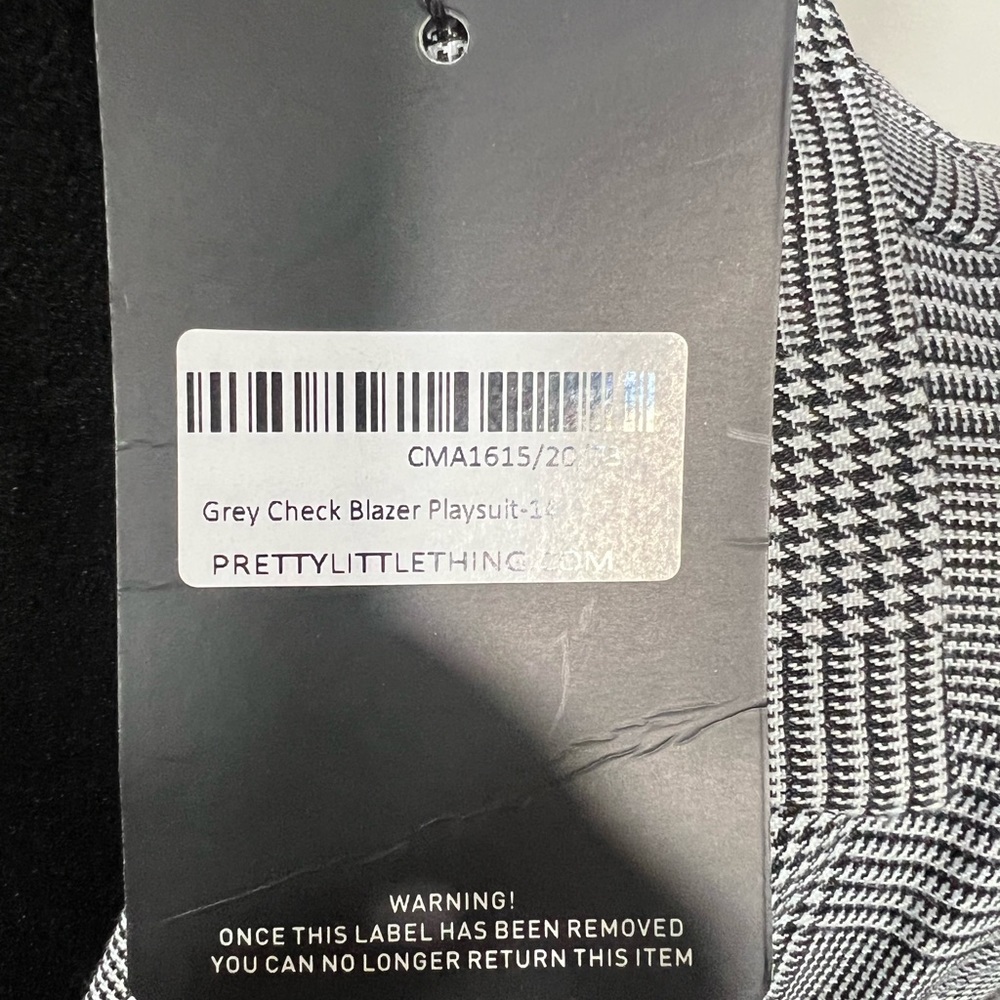 CMA1615/20
Grey Check Blazer Playsuit-14
PRETTYLITTLETHING.COM
WARNING!
ONCE THIS LABEL HAS BEEN REMOVED
YOU CAN NO LONGER RETURN THIS ITEM